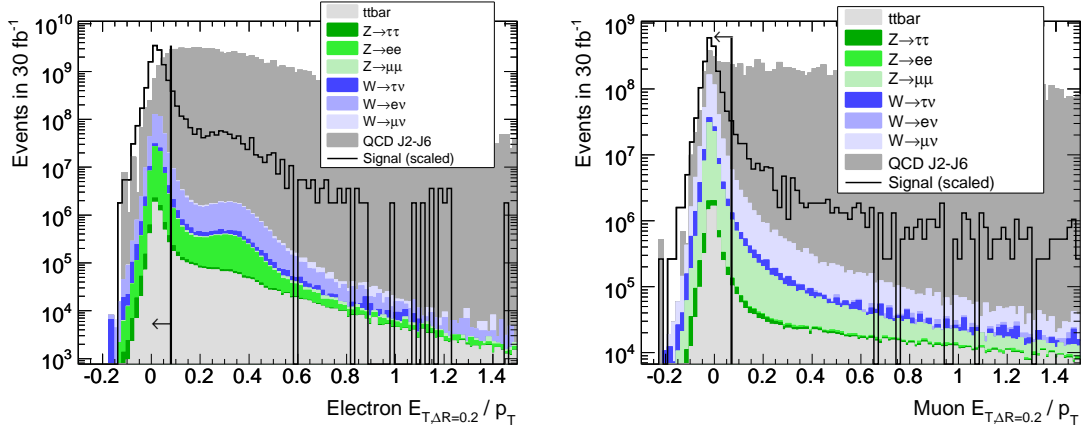 Events in 30 fb⁻¹
10¹⁰
10⁹
10⁸
10⁷
10⁶
10⁵
10⁴
10³
-0.2 0 0.2 0.4 0.6 0.8 1 1.2 1.4
Electron E_T,ΔR=0.2 / p_T
ttbar
Z→ττ
Z→ee
Z→μμ
W→τν
W→eν
W→μν
QCD J2-J6
Signal (scaled)
Events in 30 fb⁻¹
10⁹
10⁸
10⁷
10⁶
10⁵
10⁴
-0.2 0 0.2 0.4 0.6 0.8 1 1.2 1.4
Muon E_T,ΔR=0.2 / p_T
ttbar
Z→ττ
Z→ee
Z→μμ
W→τν
W→eν
W→μν
QCD J2-J6
Signal (scaled)